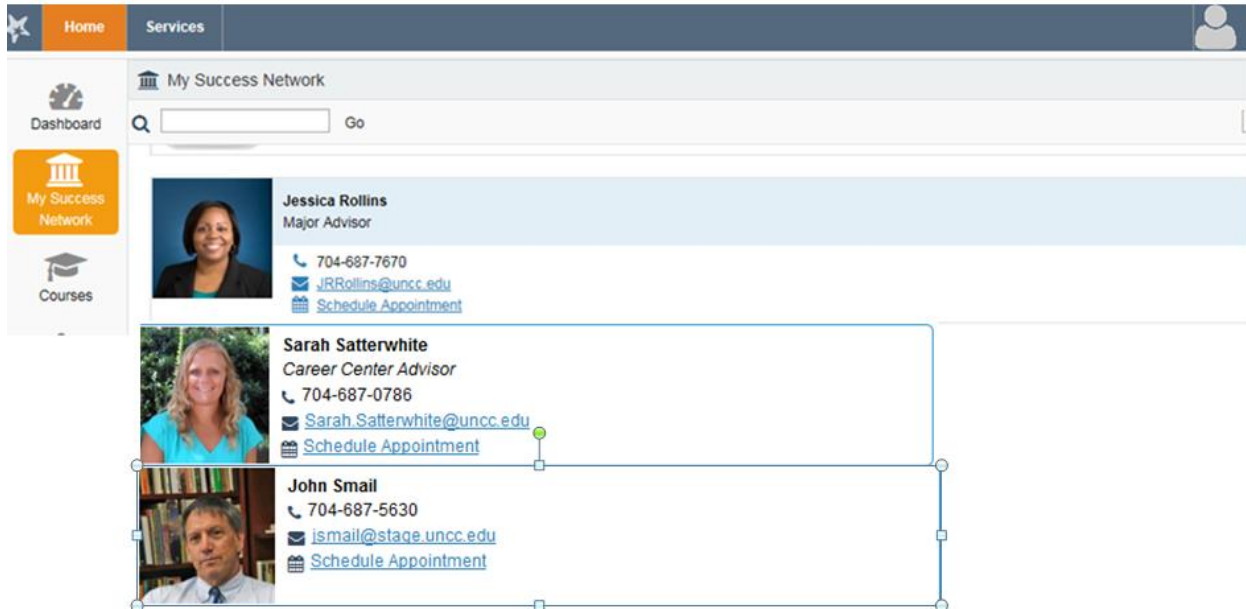 Home Services
My Success Network
Dashboard
Go
My Success
Network
Jessica Rollins
Major Advisor
704-687-7670
JRRollins@uncc.edu
Schedule Appointment
Courses
Sarah Satterwhite
Career Center Advisor
704-687-0786
Sarah.Satterwhite@uncc.edu
Schedule Appointment
John Smail
704-687-5630
jsmail@stage.uncc.edu
Schedule Appointment